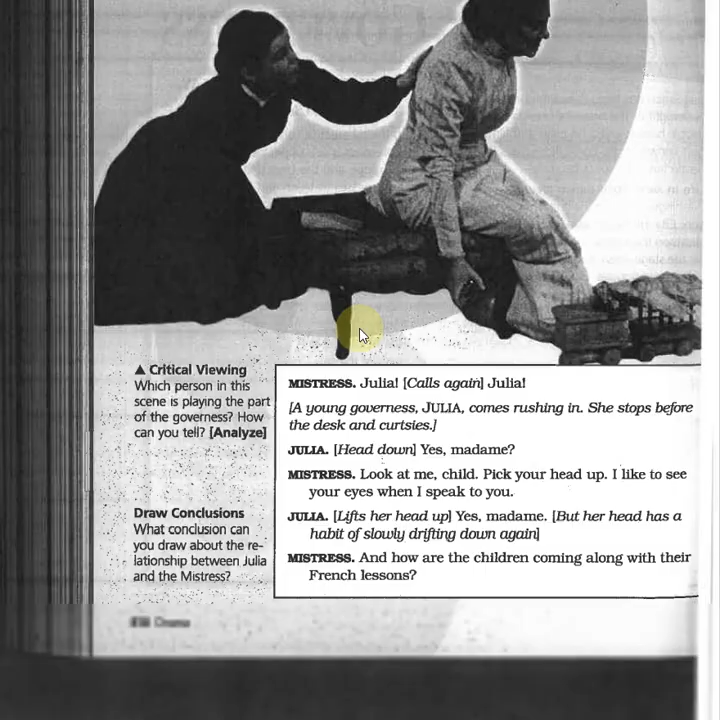 ▲ Critical Viewing
Which person in this
scene is playing the part
of the governess? How
can you tell? [Analyze]
Draw Conclusions
What conclusion can
you draw about the re-
lationship between Julia
and the Mistress?
MISTRESS. Julia! [Calls again] Julia!
[A young governess, JULIA, comes rushing in. She stops before
the desk and curtsies.]
JULIA. [Head down] Yes, madame?
MISTRESS. Look at me, child. Pick your head up. I like to see
your eyes when I speak to you.
JULIA. [Lifts her head up] Yes, madame. [But her head has a
habit of slowly drifting down again]
MISTRESS. And how are the children coming along with their
French lessons?
Drama